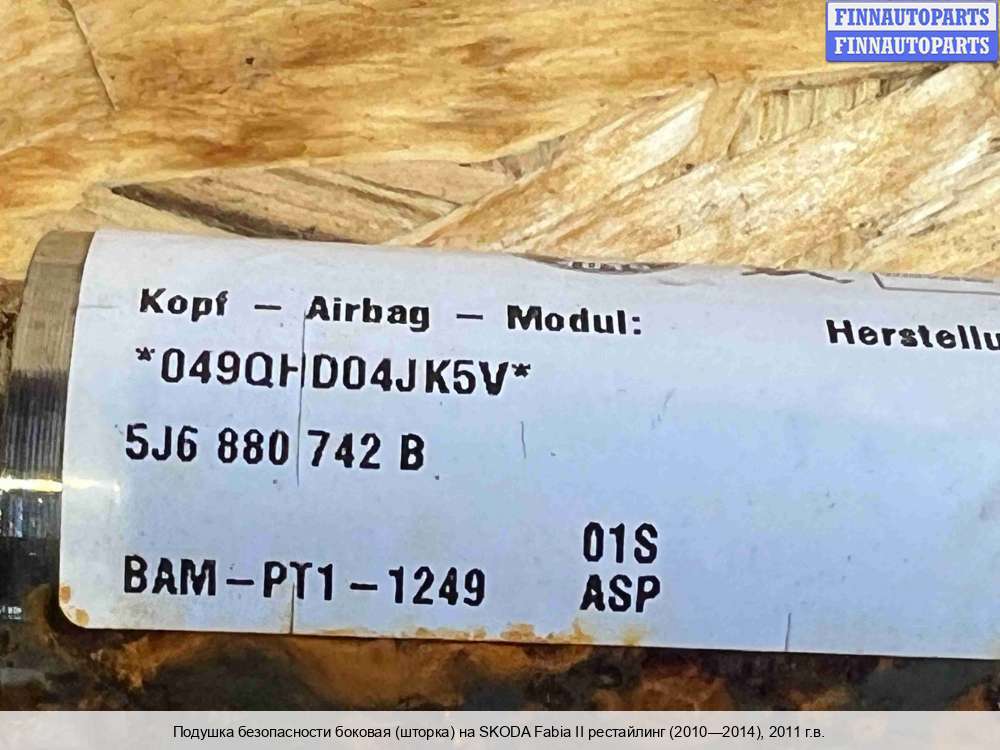 FINNAUTOPARTS
FINNAUTOPARTS
Kopf – Airbag – Modul:
*049QHD04JK5V*
5J6 880 742 B
01S
BAM–PT1–1249 ASP
Подушка безопасности боковая (шторка) на SKODA Fabia II рестайлинг (2010—2014), 2011 г.в.